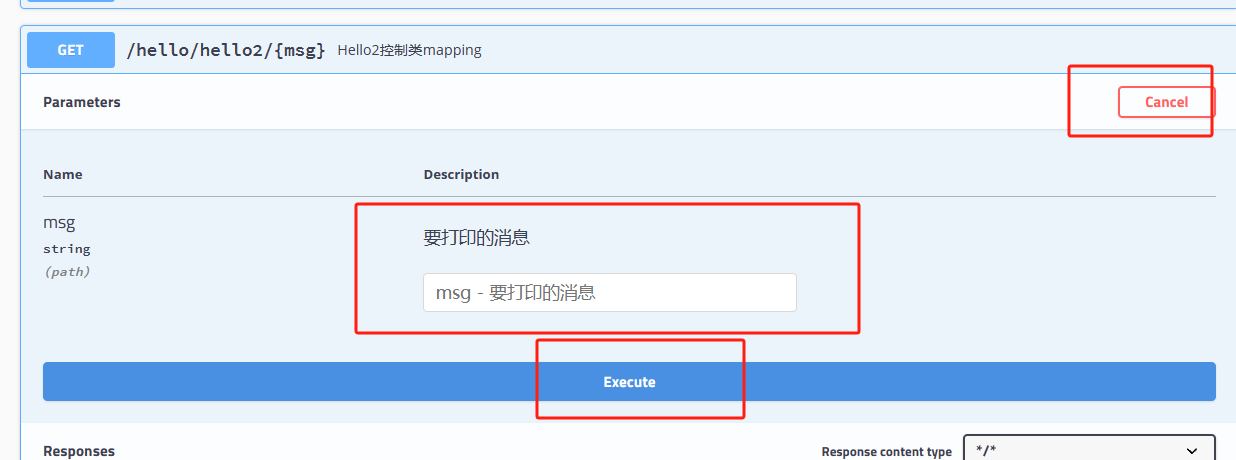 GET /hello/hello2/{msg} Hello2控制类mapping
Parameters Cancel
Name Description
msg 要打印的消息
string
(path) msg - 要打印的消息
Execute
Responses Response content type */*